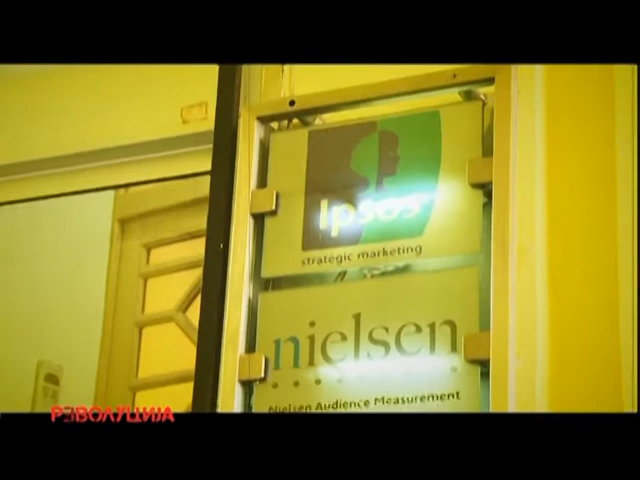 Ipsos
strategic marketing
nielsen
Nielsen Audience Measurement
РЕВОЛУЦИЈА